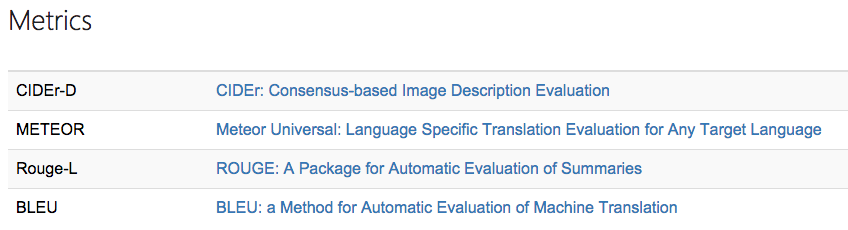 Metrics
CIDEr-D CIDEr: Consensus-based Image Description Evaluation
METEOR Meteor Universal: Language Specific Translation Evaluation for Any Target Language
Rouge-L ROUGE: A Package for Automatic Evaluation of Summaries
BLEU BLEU: a Method for Automatic Evaluation of Machine Translation